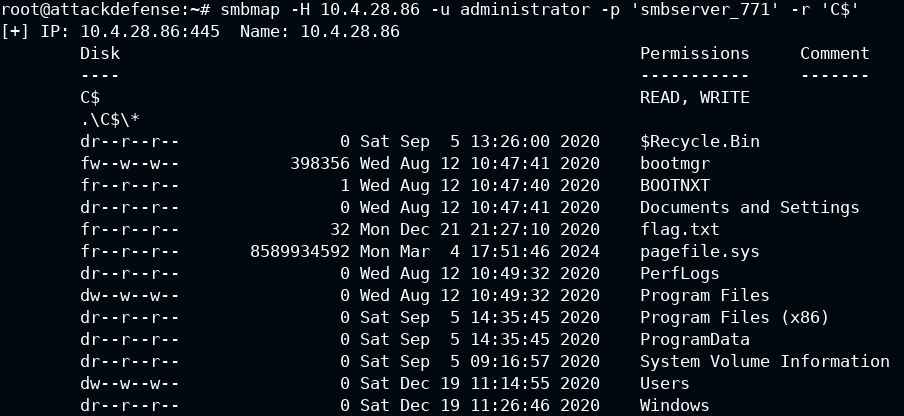 root@attackdefense:~# smbmap -H 10.4.28.86 -u administrator -p 'smbserver_771' -r 'C$'
[+] IP: 10.4.28.86:445  Name: 10.4.28.86
        Disk                                                    Permissions     Comment
        ----                                                    -----------     -------
        C$                                                      READ, WRITE
        .\C$\*
        dr--r--r--                0 Sat Sep  5 13:26:00 2020    $Recycle.Bin
        fw--w--w--           398356 Wed Aug 12 10:47:41 2020    bootmgr
        fr--r--r--                1 Wed Aug 12 10:47:40 2020    BOOTNXT
        dr--r--r--                0 Wed Aug 12 10:47:41 2020    Documents and Settings
        fr--r--r--               32 Mon Dec 21 21:27:10 2020    flag.txt
        fr--r--r--       8589934592 Mon Mar  4 17:51:46 2024    pagefile.sys
        dr--r--r--                0 Wed Aug 12 10:49:32 2020    PerfLogs
        dw--w--w--                0 Wed Aug 12 10:49:32 2020    Program Files
        dr--r--r--                0 Sat Sep  5 14:35:45 2020    Program Files (x86)
        dr--r--r--                0 Sat Sep  5 14:35:45 2020    ProgramData
        dr--r--r--                0 Sat Sep  5 09:16:57 2020    System Volume Information
        dw--w--w--                0 Sat Dec 19 11:14:55 2020    Users
        dr--r--r--                0 Sat Dec 19 11:26:46 2020    Windows